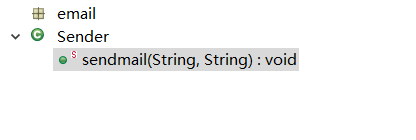 email
Sender
sendmail(String, String) : void